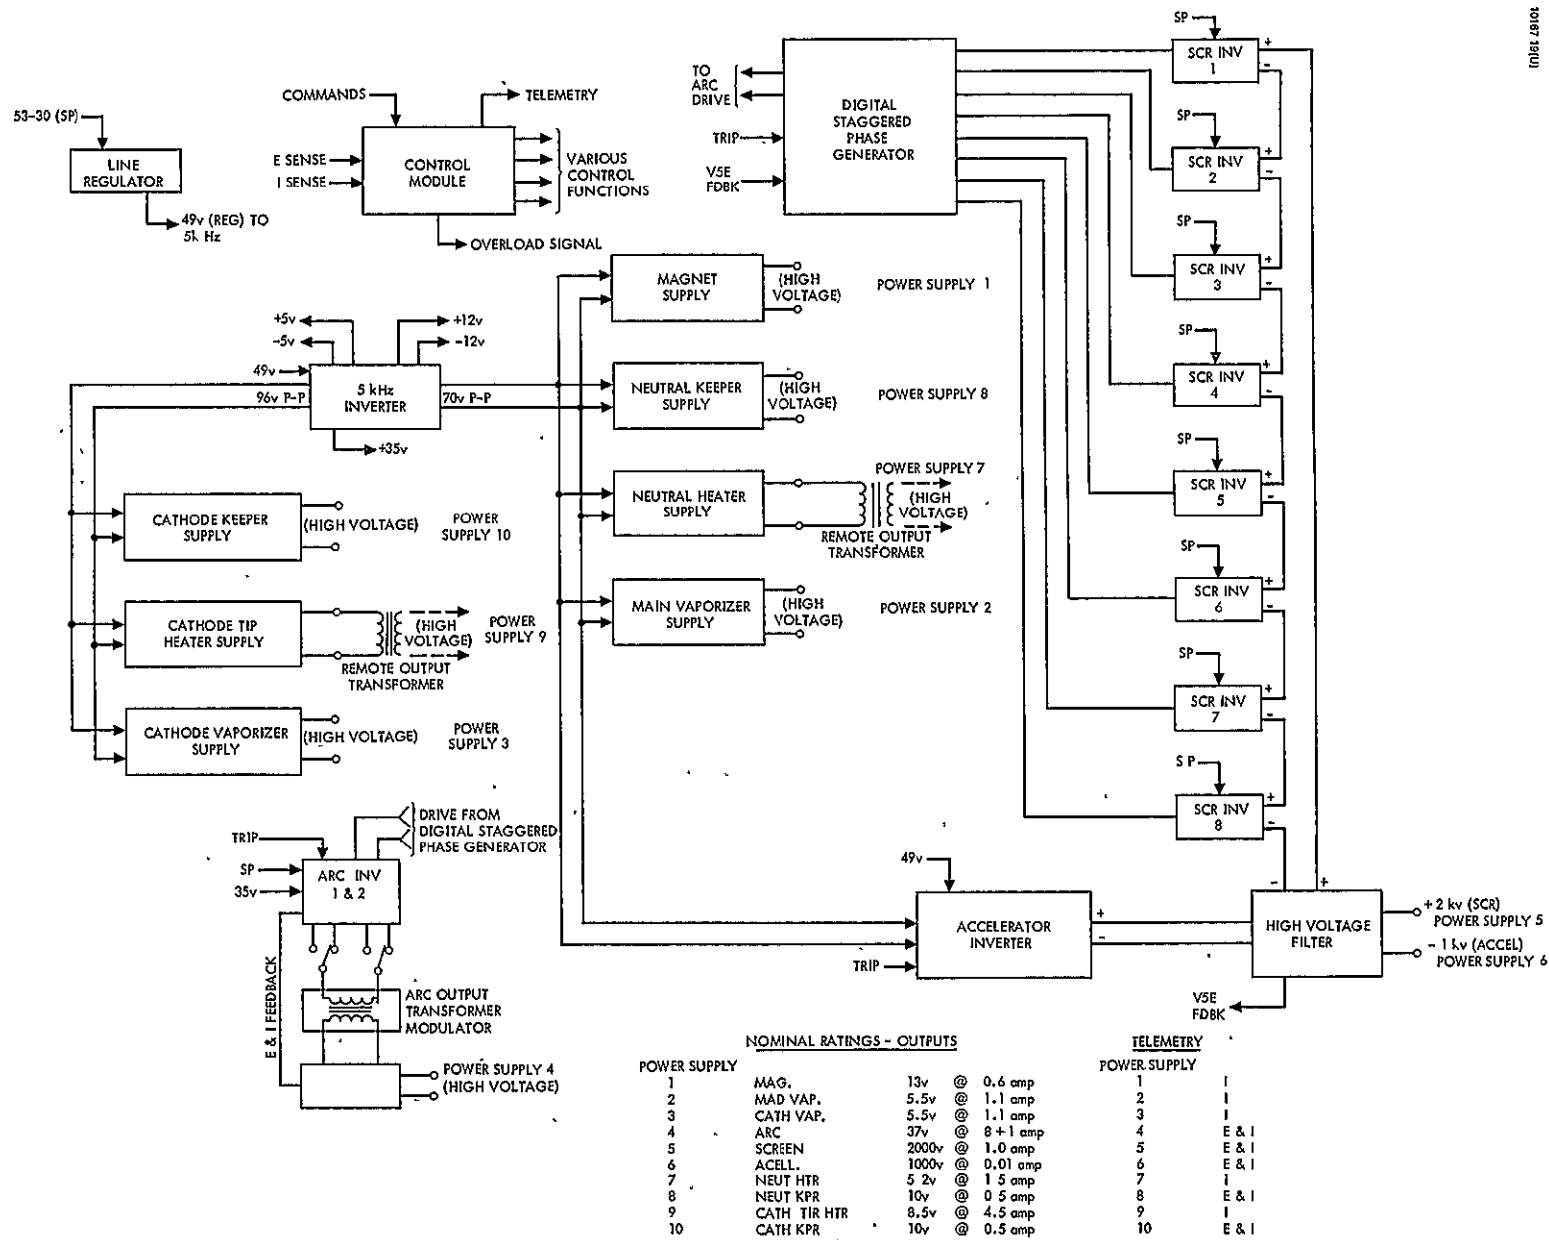 10167 19(U)
53-30 (SP)
LINE
REGULATOR
49v (REG) TO
5k Hz
COMMANDS
TELEMETRY
E SENSE
I SENSE
CONTROL
MODULE
VARIOUS
CONTROL
FUNCTIONS
OVERLOAD SIGNAL
TO
ARC
DRIVE
TRIP
V5E
FDBK
DIGITAL
STAGGERED
PHASE
GENERATOR
SP
SCR INV
1
+
-
SP
SCR INV
2
+
-
SP
SCR INV
3
+
-
SP
SCR INV
4
+
-
SP
SCR INV
5
+
-
SP
SCR INV
6
+
-
SP
SCR INV
7
+
-
S P
SCR INV
8
+
-
+5v
-5v
+12v
-12v
49v
96v P-P
5 kHz
INVERTER
70v P-P
+35v
MAGNET
SUPPLY
(HIGH
VOLTAGE)
POWER SUPPLY 1
NEUTRAL KEEPER
SUPPLY
(HIGH
VOLTAGE)
POWER SUPPLY 8
NEUTRAL HEATER
SUPPLY
POWER SUPPLY 7
(HIGH
VOLTAGE)
REMOTE OUTPUT
TRANSFORMER
MAIN VAPORIZER
SUPPLY
(HIGH
VOLTAGE)
POWER SUPPLY 2
CATHODE KEEPER
SUPPLY
(HIGH VOLTAGE)
POWER
SUPPLY 10
CATHODE TIP
HEATER SUPPLY
(HIGH
VOLTAGE)
POWER
SUPPLY 9
REMOTE OUTPUT
TRANSFORMER
CATHODE VAPORIZER
SUPPLY
(HIGH VOLTAGE)
POWER
SUPPLY 3
DRIVE FROM
DIGITAL STAGGERED
PHASE GENERATOR
TRIP
SP
35v
ARC INV
1 & 2
E & I FEEDBACK
ARC OUTPUT
TRANSFORMER
MODULATOR
POWER SUPPLY 4
(HIGH VOLTAGE)
49v
ACCELERATOR
INVERTER
TRIP
+
-
-
+
HIGH VOLTAGE
FILTER
+2 kv (SCR)
POWER SUPPLY 5
- 1 kv (ACCEL)
POWER SUPPLY 6
V5E
FDBK
NOMINAL RATINGS - OUTPUTS TELEMETRY
POWER SUPPLY POWER SUPPLY
1 MAG. 13v @ 0.6 amp 1 I
2 MAD VAP. 5.5v @ 1.1 amp 2 I
3 CATH VAP. 5.5v @ 1.1 amp 3 I
4 ARC 37v @ 8+1 amp 4 E & I
5 SCREEN 2000v @ 1.0 amp 5 E & I
6 ACELL. 1000v @ 0.01 amp 6 E & I
7 NEUT HTR 5 2v @ 1 5 amp 7 I
8 NEUT KPR 10v @ 0 5 amp 8 E & I
9 CATH TIR HTR 8.5v @ 4.5 amp 9 I
10 CATH KPR 10v @ 0.5 amp 10 E & I